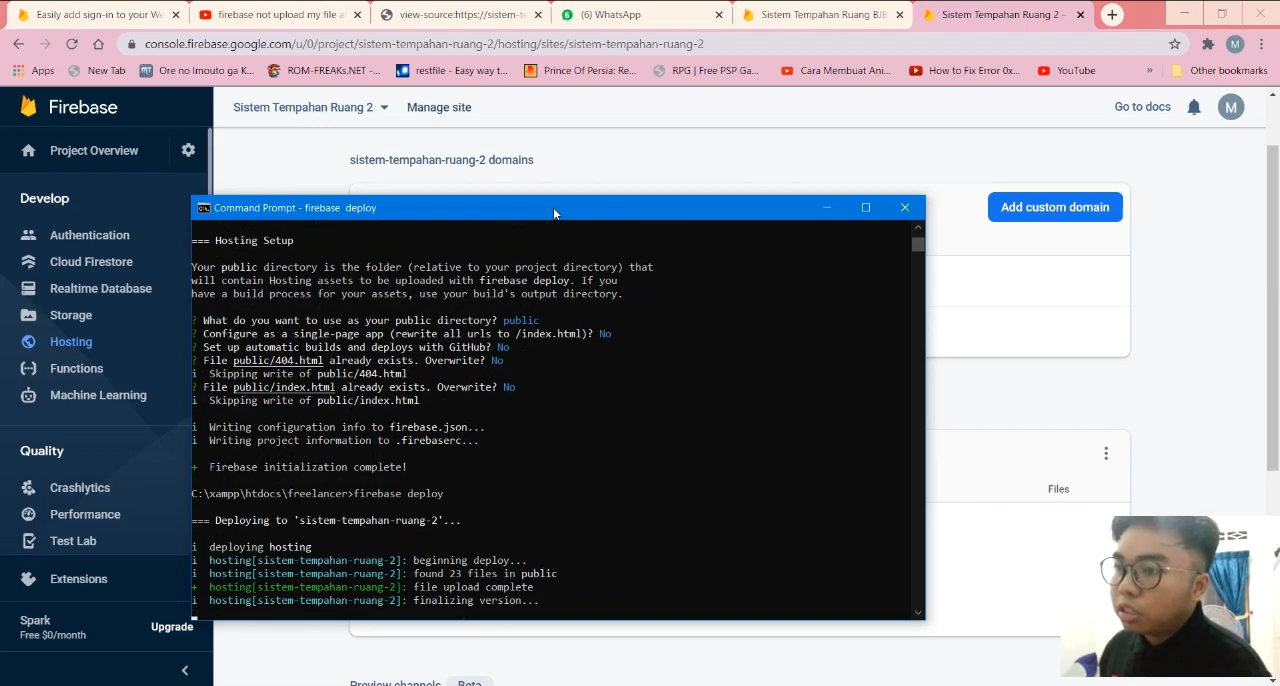 Easily add sign-in to your We
firebase not upload my file a
view-source:https://sistem-te
(6) WhatsApp
Sistem Tempahan Ruang BJB
Sistem Tempahan Ruang 2 –
console.firebase.google.com/u/0/project/sistem-tempahan-ruang-2/hosting/sites/sistem-tempahan-ruang-2
M
Apps
New Tab
Ore no Imouto ga K...
ROM-FREAKs.NET -...
restfile - Easy way t...
Prince Of Persia: Re...
RPG | Free PSP Ga...
Cara Membuat Ani...
How to Fix Error 0x...
YouTube
»
Other bookmarks
Firebase
Sistem Tempahan Ruang 2
Manage site
Go to docs
M
Project Overview
Develop
Authentication
Cloud Firestore
Realtime Database
Storage
Hosting
Functions
Machine Learning
Quality
Crashlytics
Performance
Test Lab
Extensions
Spark
Free $0/month
Upgrade
sistem-tempahan-ruang-2 domains
Add custom domain
Command Prompt - firebase deploy
=== Hosting Setup
Your public directory is the folder (relative to your project directory) that
will contain Hosting assets to be uploaded with firebase deploy. If you
have a build process for your assets, use your build's output directory.
? What do you want to use as your public directory? public
? Configure as a single-page app (rewrite all urls to /index.html)? No
? Set up automatic builds and deploys with GitHub? No
? File public/404.html already exists. Overwrite? No
i Skipping write of public/404.html
? File public/index.html already exists. Overwrite? No
i Skipping write of public/index.html
i Writing configuration info to firebase.json...
i Writing project information to .firebaserc...
+ Firebase initialization complete!
C:\xampp\htdocs\freelancer>firebase deploy
=== Deploying to 'sistem-tempahan-ruang-2'...
i deploying hosting
i hosting[sistem-tempahan-ruang-2]: beginning deploy...
i hosting[sistem-tempahan-ruang-2]: found 23 files in public
+ hosting[sistem-tempahan-ruang-2]: file upload complete
i hosting[sistem-tempahan-ruang-2]: finalizing version...
Files
Preview channels
Beta